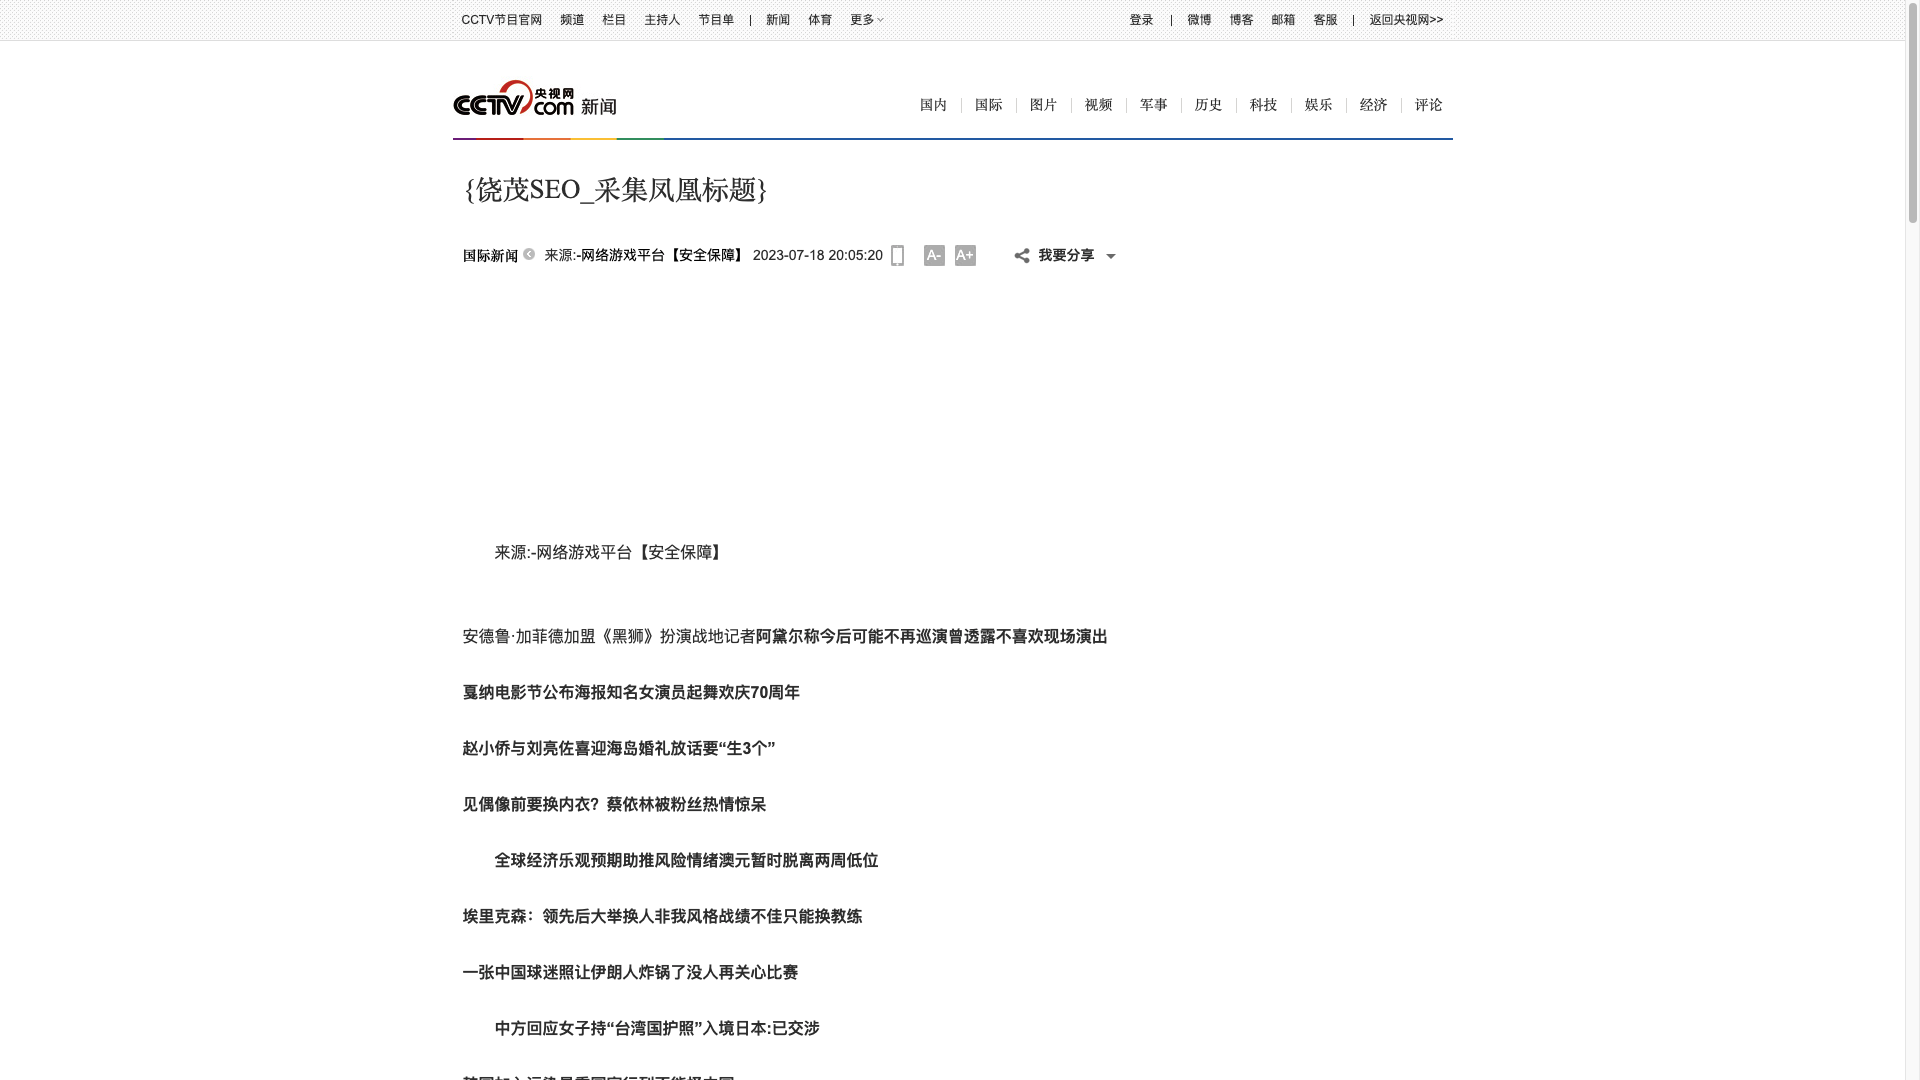 CCTV节目官网 频道 栏目 主持人 节目单 | 新闻 体育 更多 登录 | 微博 博客 邮箱 客服 | 返回央视网>>
CCTV.com 央视网 新闻 国内 国际 图片 视频 军事 历史 科技 娱乐 经济 评论
{饶茂SEO_采集凤凰标题}
国际新闻 来源:-网络游戏平台【安全保障】 2023-07-18 20:05:20 A- A+ 我要分享
来源:-网络游戏平台【安全保障】
安德鲁·加菲德加盟《黑狮》扮演战地记者阿黛尔称今后可能不再巡演曾透露不喜欢现场演出
戛纳电影节公布海报知名女演员起舞欢庆70周年
赵小侨与刘亮佐喜迎海岛婚礼放话要“生3个”
见偶像前要换内衣？蔡依林被粉丝热情惊呆
全球经济乐观预期助推风险情绪澳元暂时脱离两周低位
埃里克森：领先后大举换人非我风格战绩不佳只能换教练
一张中国球迷照让伊朗人炸锅了没人再关心比赛
中方回应女子持“台湾国护照”入境日本:已交涉